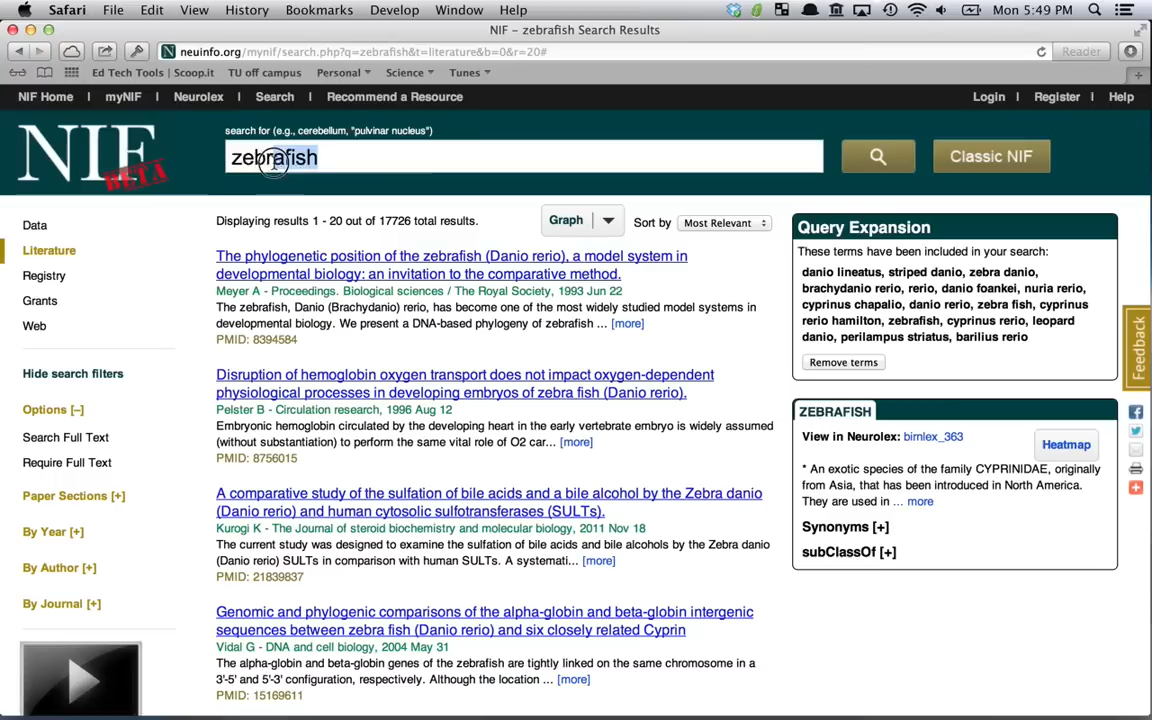 Safari File Edit View History Bookmarks Develop Window Help Mon 5:49 PM
NIF – zebrafish Search Results
neuinfo.org/mynif/search.php?q=zebrafish&t=literature&b=0&r=20# Reader
Ed Tech Tools | Scoop.it TU off campus Personal Science Tunes
NIF Home | myNIF | Neurolex | Search | Recommend a Resource Login | Register | Help
search for (e.g., cerebellum, "pulvinar nucleus")
NIF BETA zebrafish Classic NIF
Data
Literature
Registry
Grants
Web
Hide search filters
Options [–]
Search Full Text
Require Full Text
Paper Sections [+]
By Year [+]
By Author [+]
By Journal [+]
Displaying results 1 - 20 out of 17726 total results. Graph Sort by Most Relevant
The phylogenetic position of the zebrafish (Danio rerio), a model system in
developmental biology: an invitation to the comparative method.
Meyer A - Proceedings. Biological sciences / The Royal Society, 1993 Jun 22
The zebrafish, Danio (Brachydanio) rerio, has become one of the most widely studied model systems in
developmental biology. We present a DNA-based phylogeny of zebrafish ... [more]
PMID: 8394584
Disruption of hemoglobin oxygen transport does not impact oxygen-dependent
physiological processes in developing embryos of zebra fish (Danio rerio).
Pelster B - Circulation research, 1996 Aug 12
Embryonic hemoglobin circulated by the developing heart in the early vertebrate embryo is widely assumed
(without substantiation) to perform the same vital role of O2 car... [more]
PMID: 8756015
A comparative study of the sulfation of bile acids and a bile alcohol by the Zebra danio
(Danio rerio) and human cytosolic sulfotransferases (SULTs).
Kurogi K - The Journal of steroid biochemistry and molecular biology, 2011 Nov 18
The current study was designed to examine the sulfation of bile acids and bile alcohols by the Zebra danio
(Danio rerio) SULTs in comparison with human SULTs. A systemati... [more]
PMID: 21839837
Genomic and phylogenic comparisons of the alpha-globin and beta-globin intergenic
sequences between zebra fish (Danio rerio) and six closely related Cyprin
Vidal G - DNA and cell biology, 2004 May 31
The alpha-globin and beta-globin genes of the zebrafish are tightly linked on the same chromosome in a
3'-5' and 5'-3' configuration, respectively. Although the location ... [more]
PMID: 15169611
Query Expansion
These terms have been included in your search:
danio lineatus, striped danio, zebra danio,
brachydanio rerio, rerio, danio foankei, nuria rerio,
cyprinus chapalio, danio rerio, zebra fish, cyprinus
rerio hamilton, zebrafish, cyprinus rerio, leopard
danio, perilampus striatus, barilius rerio
Remove terms
ZEBRAFISH
View in Neurolex: birnlex_363 Heatmap
* An exotic species of the family CYPRINIDAE, originally
from Asia, that has been introduced in North America.
They are used in ... more
Synonyms [+]
subClassOf [+]
Feedback